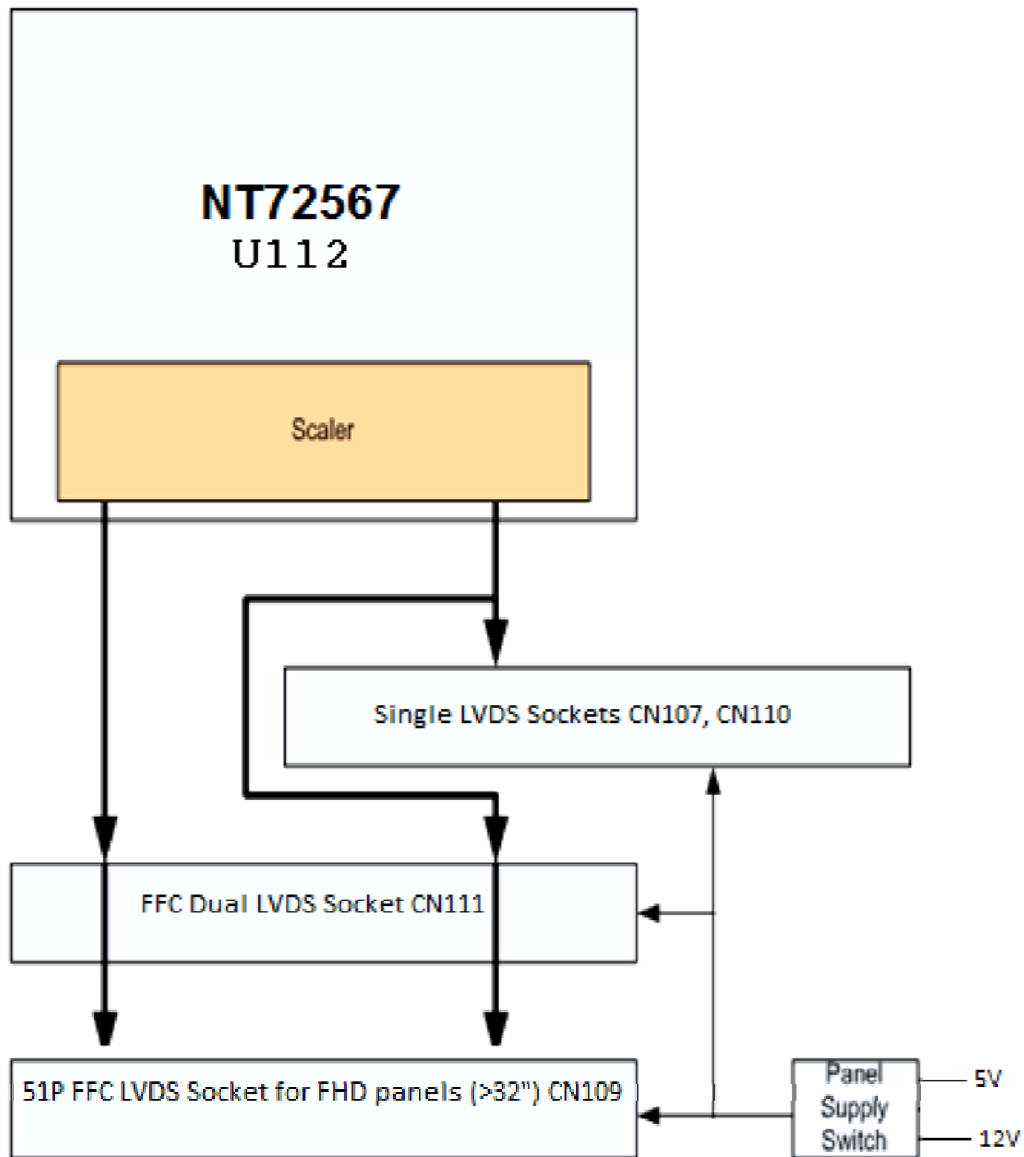 NT72567
U112
Scaler
Single LVDS Sockets CN107, CN110
FFC Dual LVDS Socket CN111
51P FFC LVDS Socket for FHD panels (>32") CN109
Panel
Supply
Switch
5V
12V